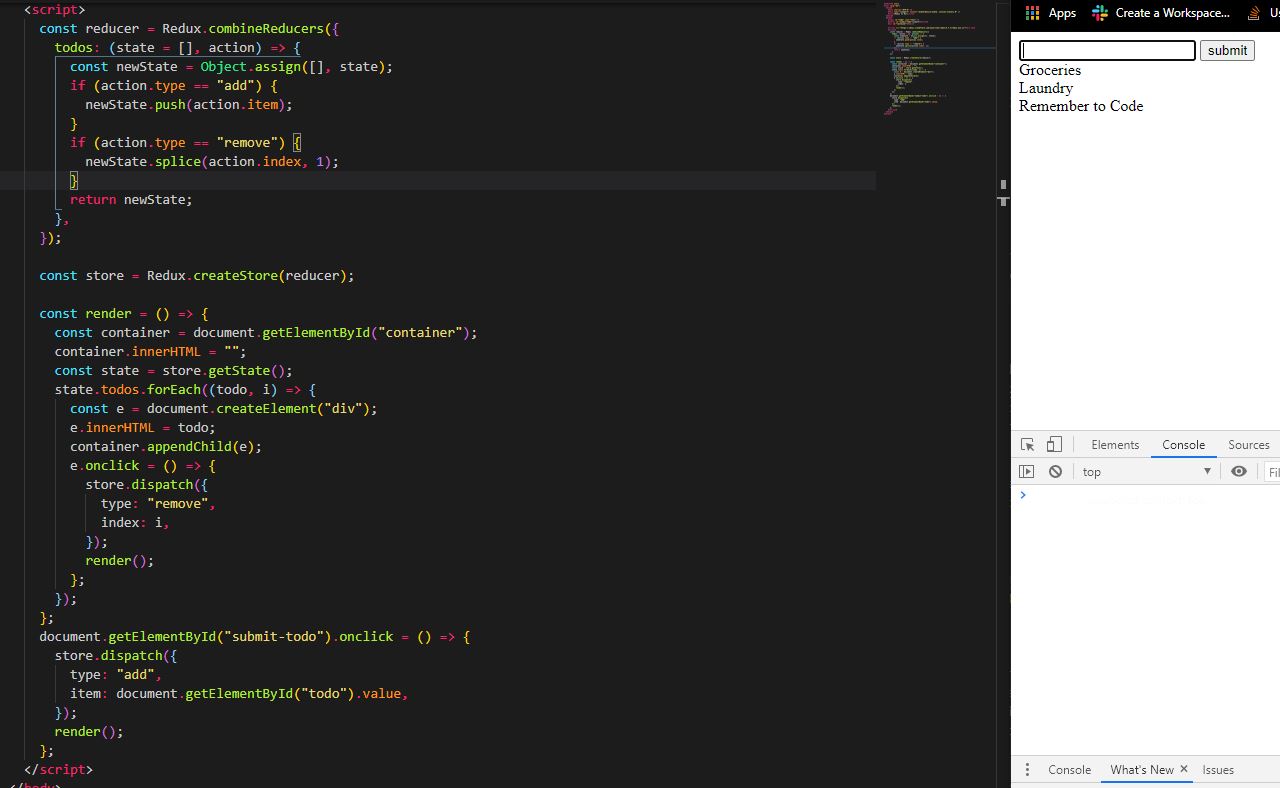 <script>
const reducer = Redux.combineReducers({
todos: (state = [], action) => {
const newState = Object.assign([], state);
if (action.type == "add") {
newState.push(action.item);
}
if (action.type == "remove") {
newState.splice(action.index, 1);
}
return newState;
},
});
const store = Redux.createStore(reducer);
const render = () => {
const container = document.getElementById("container");
container.innerHTML = "";
const state = store.getState();
state.todos.forEach((todo, i) => {
const e = document.createElement("div");
e.innerHTML = todo;
container.appendChild(e);
e.onclick = () => {
store.dispatch({
type: "remove",
index: i,
});
render();
};
});
};
document.getElementById("submit-todo").onclick = () => {
store.dispatch({
type: "add",
item: document.getElementById("todo").value,
});
render();
};
</script>
</body>
Apps Create a Workspace... Us
submit
Groceries
Laundry
Remember to Code
Elements Console Sources
top Fil
Console What's New × Issues